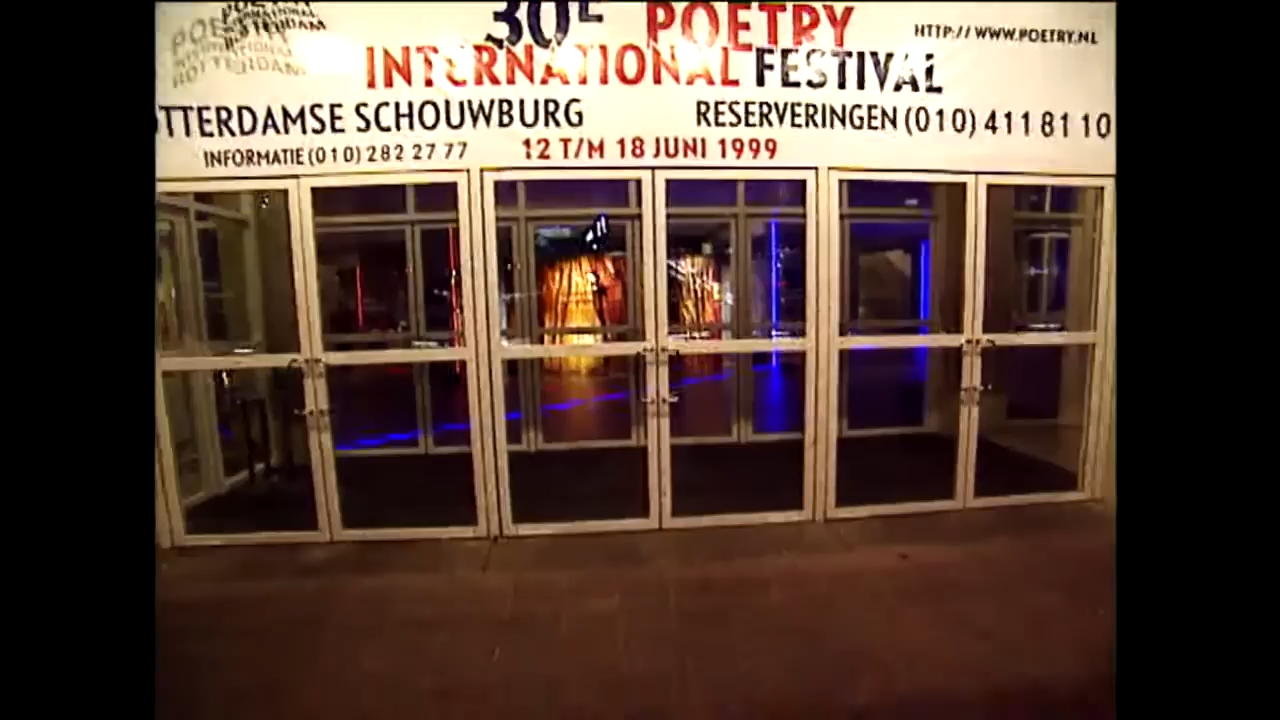 30E POETRY
INTERNATIONAL FESTIVAL
HTTP://WWW.POETRY.NL
OTTERDAMSE SCHOUWBURG
RESERVERINGEN (010) 411 81 10
INFORMATIE (010) 282 27 77
12 T/M 18 JUNI 1999